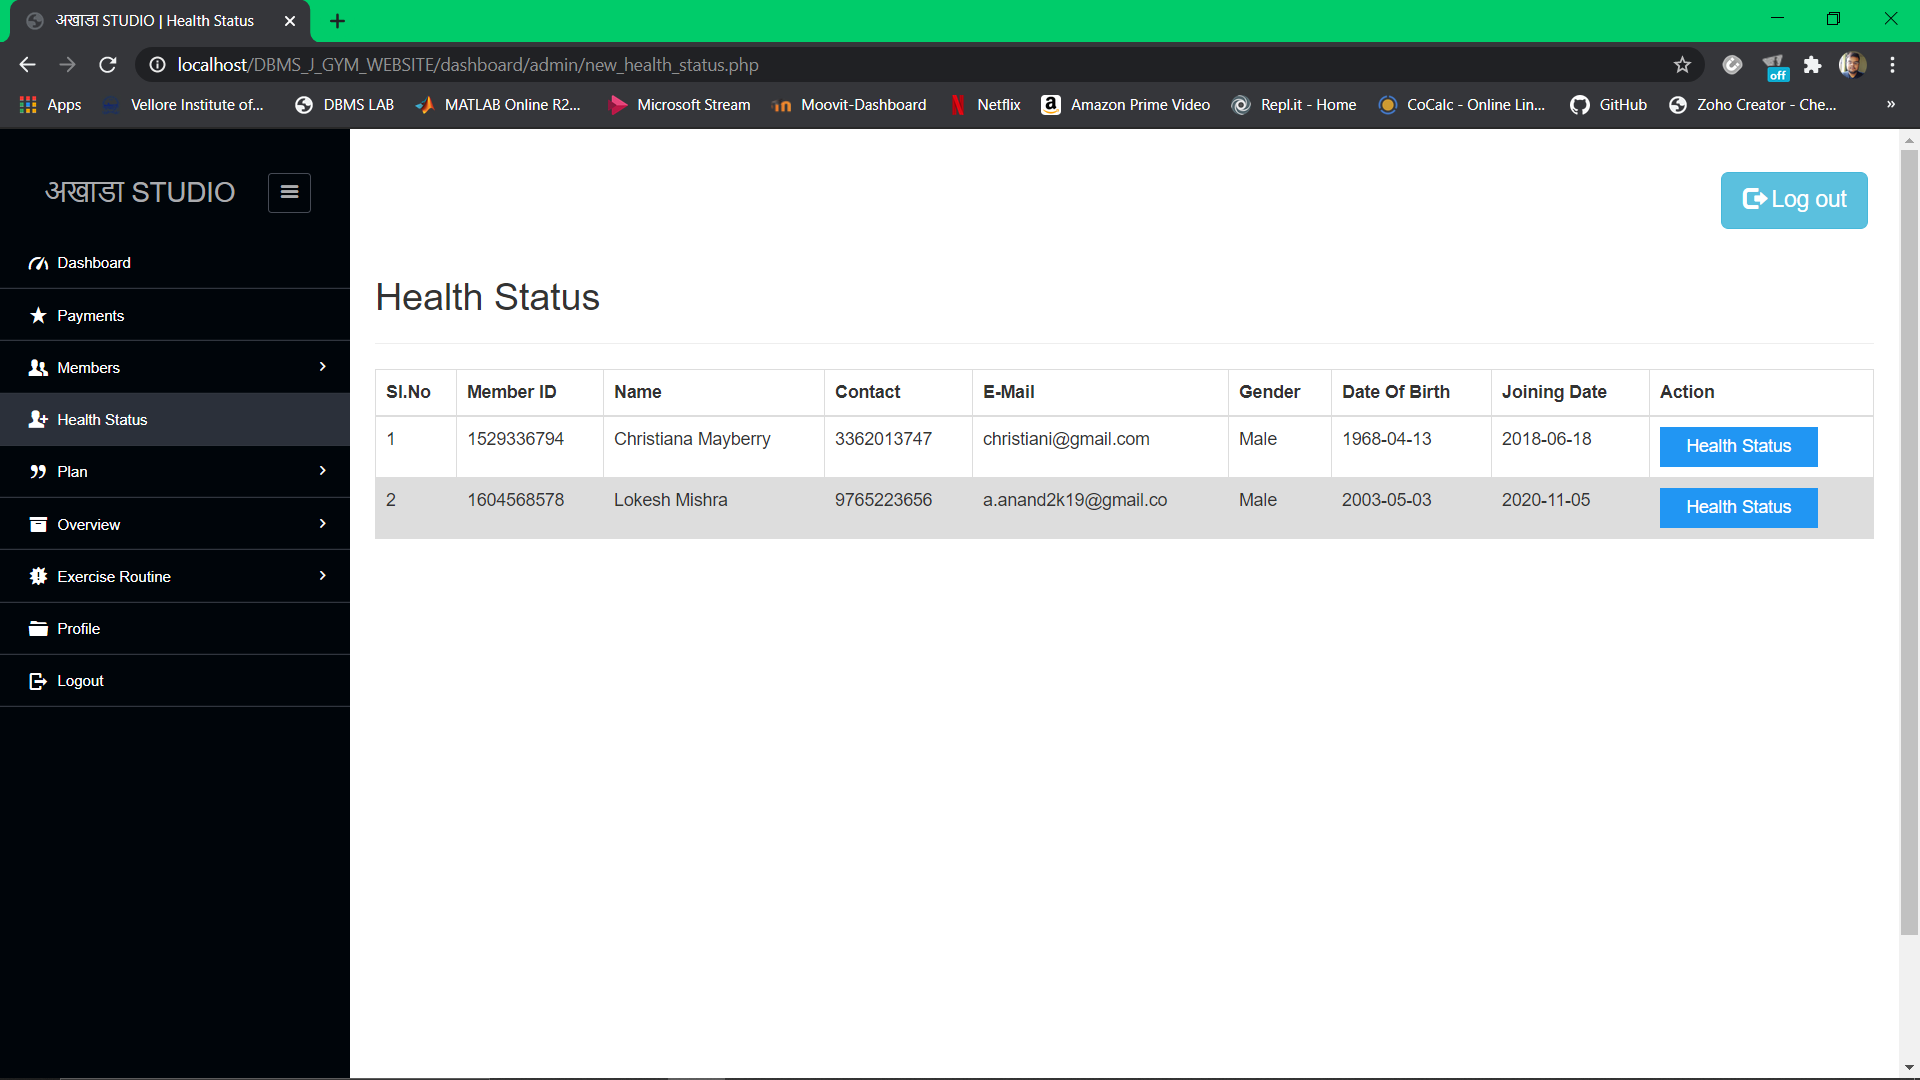 अखाडा STUDIO | Health Status
localhost/DBMS_J_GYM_WEBSITE/dashboard/admin/new_health_status.php
off
Apps Vellore Institute of... DBMS LAB MATLAB Online R2... Microsoft Stream Moovit-Dashboard Netflix Amazon Prime Video Repl.it - Home CoCalc - Online Lin... GitHub Zoho Creator - Che... »
अखाडा STUDIO
Log out
Dashboard
Payments
Members
Health Status
Plan
Overview
Exercise Routine
Profile
Logout
Health Status
Sl.No Member ID Name Contact E-Mail Gender Date Of Birth Joining Date Action
1 1529336794 Christiana Mayberry 3362013747 christiani@gmail.com Male 1968-04-13 2018-06-18 Health Status
2 1604568578 Lokesh Mishra 9765223656 a.anand2k19@gmail.co Male 2003-05-03 2020-11-05 Health Status